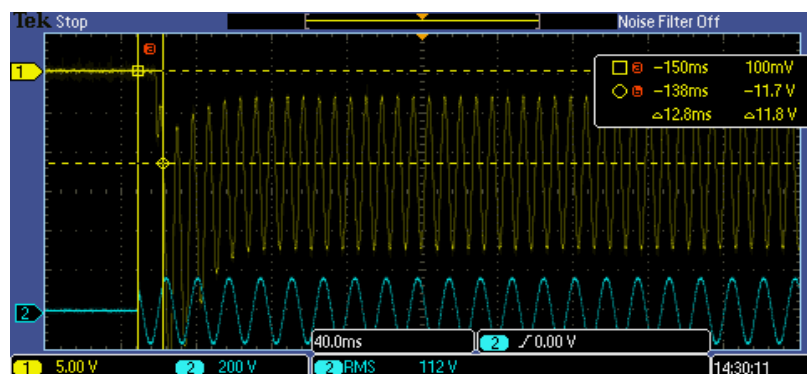 Tek Stop Noise Filter Off
a
1
a -150ms 100mV
b -138ms -11.7 V
△12.8ms △11.8 V
2
40.0ms 2 / 0.00 V
1 5.00 V 2 200 V 2 RMS 112 V 14:30:11